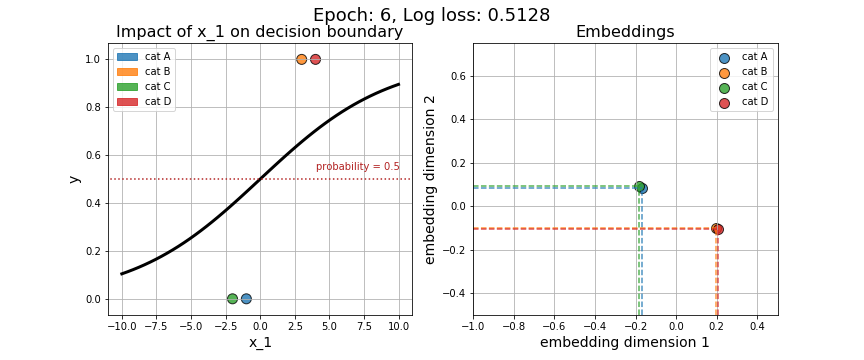 Epoch: 6, Log loss: 0.5128
Impact of x_1 on decision boundary
cat A
cat B
cat C
cat D
probability = 0.5
1.0
0.8
0.6
0.4
0.2
0.0
y
−10.0 −7.5 −5.0 −2.5 0.0 2.5 5.0 7.5 10.0
x_1
Embeddings
cat A
cat B
cat C
cat D
0.6
0.4
0.2
0.0
−0.2
−0.4
embedding dimension 2
−1.0 −0.8 −0.6 −0.4 −0.2 0.0 0.2 0.4
embedding dimension 1